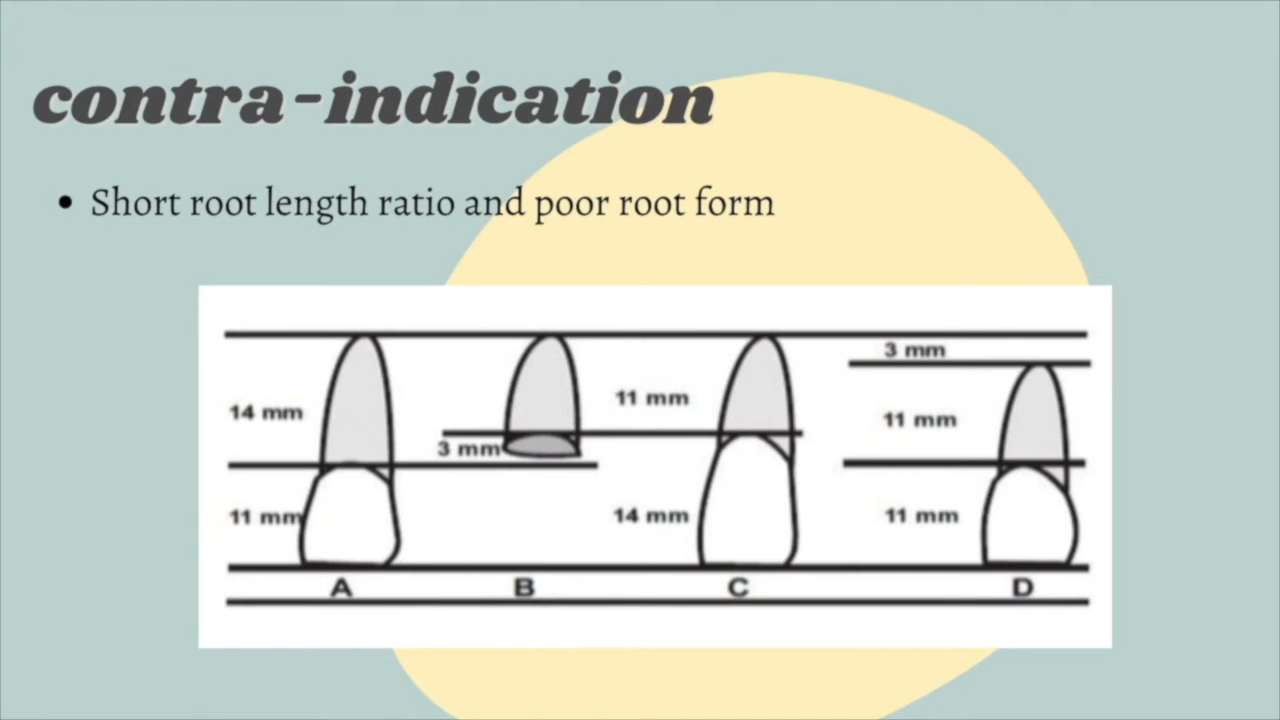 contra-indication
• Short root length ratio and poor root form
3 mm
14 mm
11 mm
11 mm
3 mm
11 mm
14 mm
11 mm
A B C D